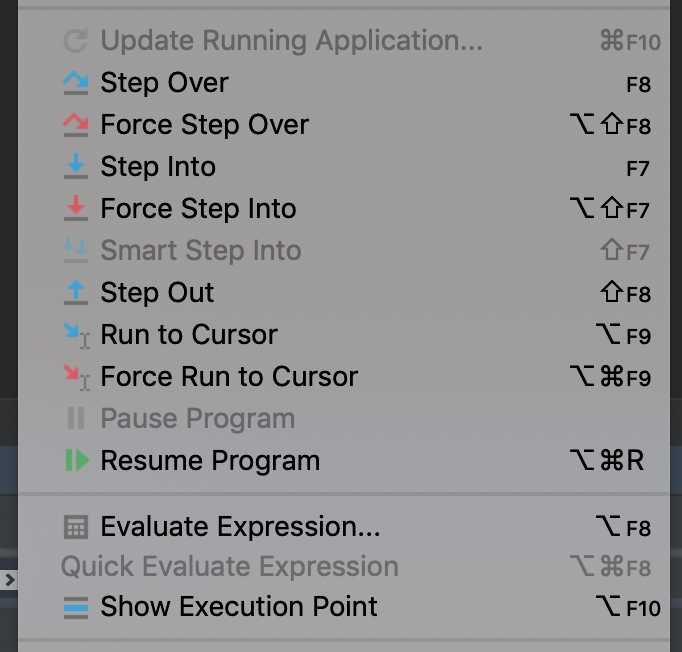 Update Running Application... ⌘F10
Step Over F8
Force Step Over ⌥⇧F8
Step Into F7
Force Step Into ⌥⇧F7
Smart Step Into ⇧F7
Step Out ⇧F8
Run to Cursor ⌥F9
Force Run to Cursor ⌥⌘F9
Pause Program
Resume Program ⌥⌘R
Evaluate Expression... ⌥F8
Quick Evaluate Expression ⌥⌘F8
Show Execution Point ⌥F10